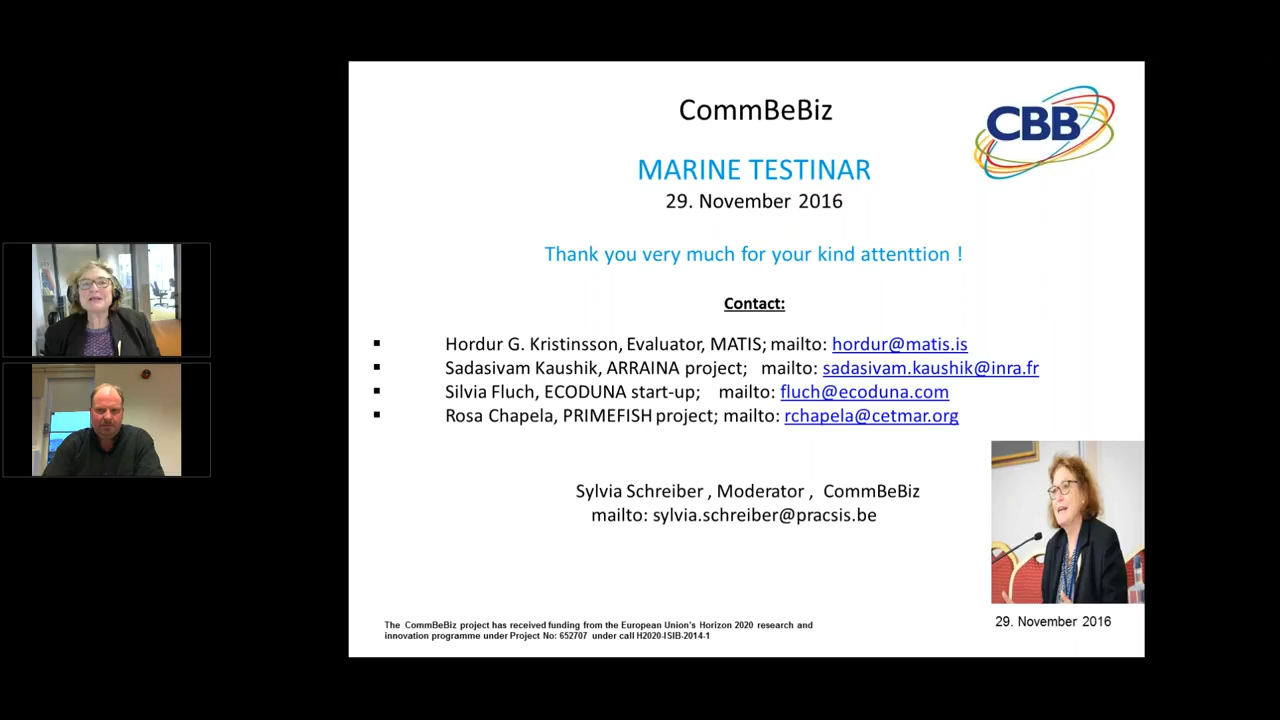 CommBeBiz
CBB
MARINE TESTINAR
29. November 2016
Thank you very much for your kind attenttion !
Contact:
▪ Hordur G. Kristinsson, Evaluator, MATIS; mailto: hordur@matis.is
▪ Sadasivam Kaushik, ARRAINA project; mailto: sadasivam.kaushik@inra.fr
▪ Silvia Fluch, ECODUNA start-up; mailto: fluch@ecoduna.com
▪ Rosa Chapela, PRIMEFISH project; mailto: rchapela@cetmar.org
Sylvia Schreiber , Moderator , CommBeBiz
mailto: sylvia.schreiber@pracsis.be
The CommBeBiz project has received funding from the European Union's Horizon 2020 research and
innovation programme under Project No: 652707 under call H2020-ISIB-2014-1
29. November 2016